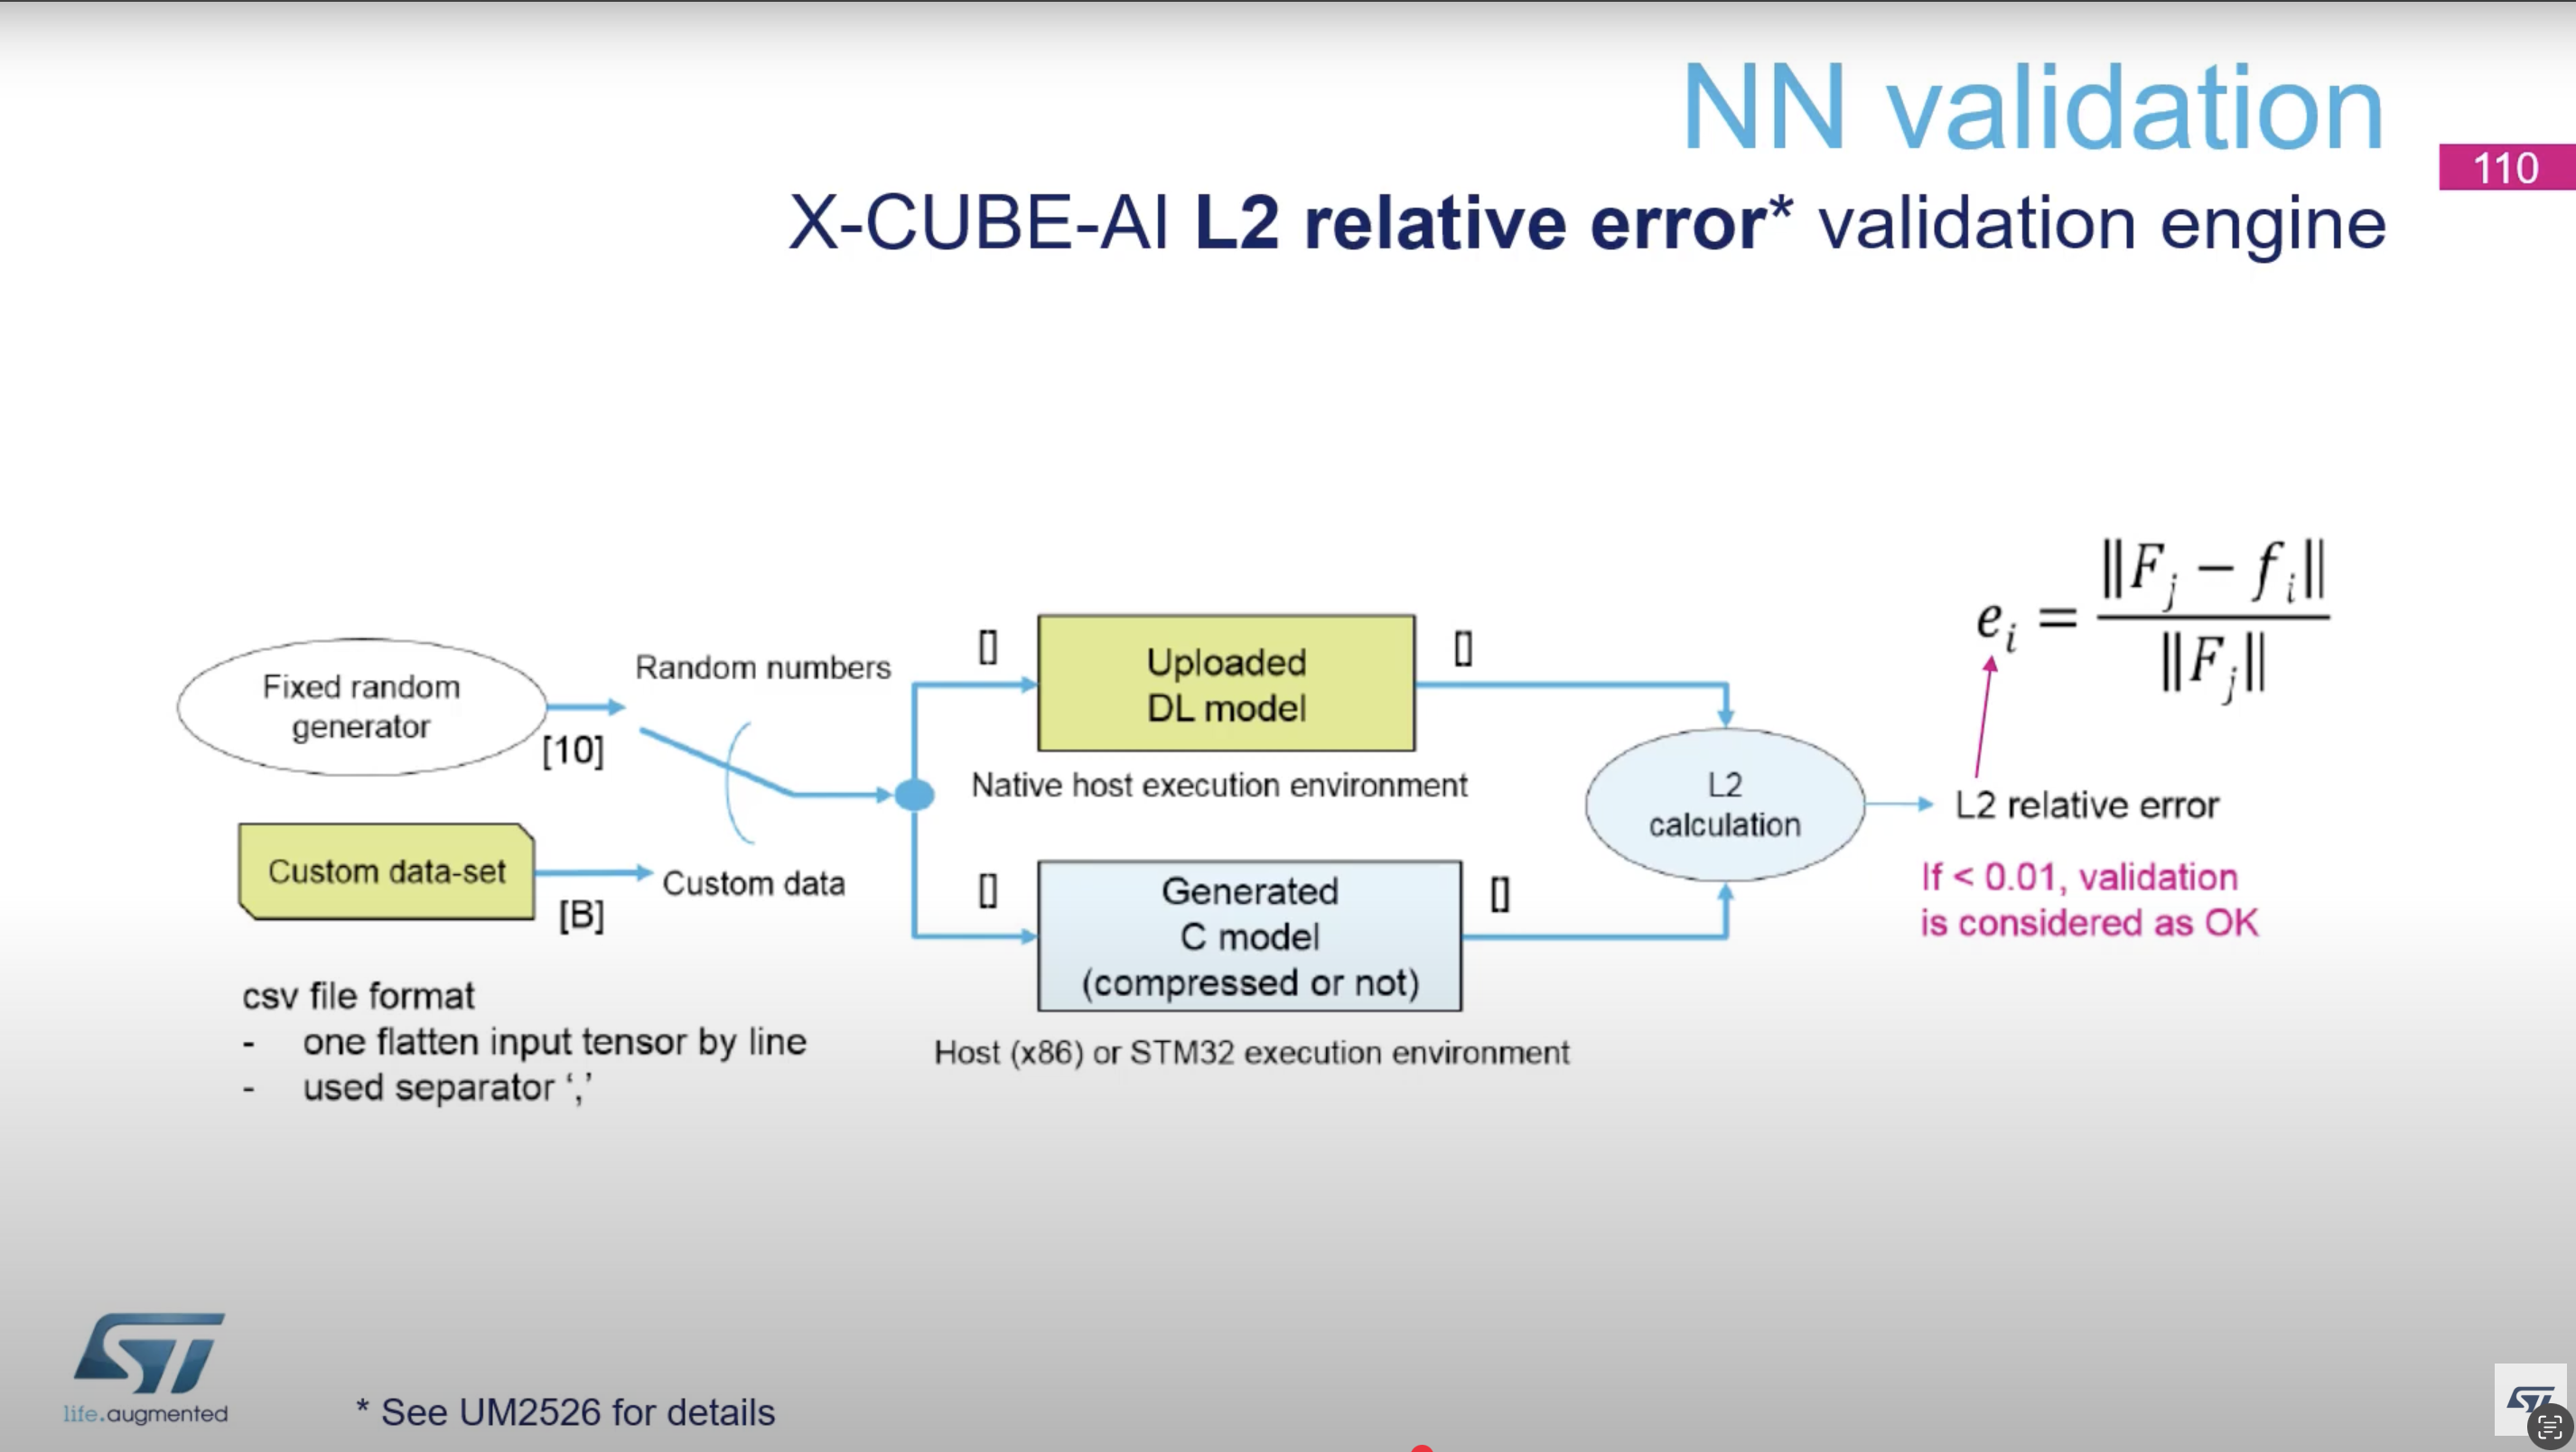 NN validation
110
X-CUBE-AI L2 relative error* validation engine
Fixed random
generator
[10]
Random numbers
Custom data-set
[B]
Custom data
csv file format
- one flatten input tensor by line
- used separator ‘,’
[]
Uploaded
DL model
[]
Native host execution environment
[]
Generated
C model
(compressed or not)
[]
Host (x86) or STM32 execution environment
L2
calculation
e_i = ||F_j − f_i|| / ||F_j||
L2 relative error
If < 0.01, validation
is considered as OK
ST
life.augmented
* See UM2526 for details
ST